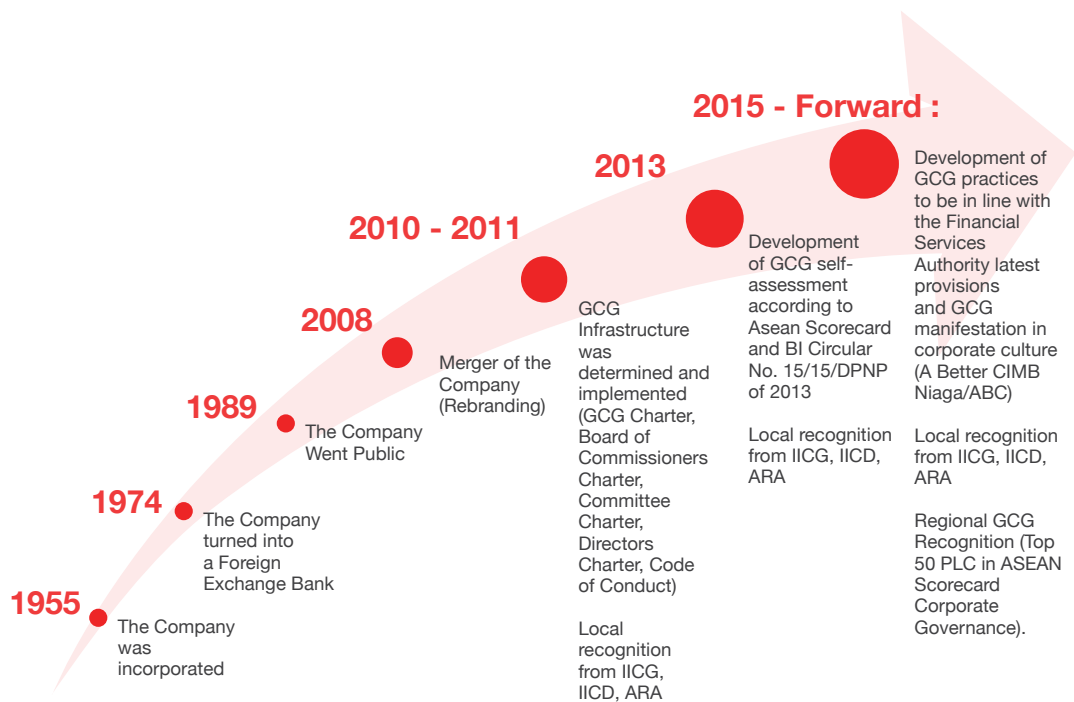 1955
The Company
was
incorporated
1974
The Company
turned into
a Foreign
Exchange Bank
1989
The Company
Went Public
2008
Merger of the
Company
(Rebranding)
2010 - 2011
GCG
Infrastructure
was
determined and
implemented
(GCG Charter,
Board of
Commissioners
Charter,
Committee
Charter,
Directors
Charter, Code
of Conduct)
Local
recognition
from IICG,
IICD, ARA
2013
Development
of GCG self-
assessment
according to
Asean Scorecard
and BI Circular
No. 15/15/DPNP
of 2013
Local recognition
from IICG, IICD,
ARA
2015 - Forward :
Development of
GCG practices
to be in line with
the Financial
Services
Authority latest
provisions
and GCG
manifestation in
corporate culture
(A Better CIMB
Niaga/ABC)
Local recognition
from IICG, IICD,
ARA
Regional GCG
Recognition (Top
50 PLC in ASEAN
Scorecard
Corporate
Governance).